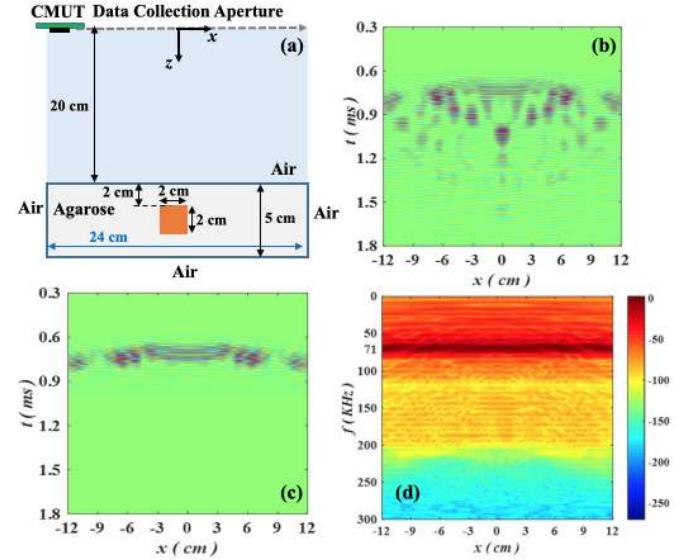 CMUT Data Collection Aperture
(a)
x
z
20 cm
Air
2 cm
2 cm
Air
Agarose
2 cm
5 cm
Air
24 cm
Air
(b)
0.3
0.6
0.9
1.2
1.5
1.8
t ( ms )
-12 -9 -6 -3 0 3 6 9 12
x ( cm )
0.3
0.6
0.9
1.2
1.5
1.8
t ( ms )
(c)
-12 -9 -6 -3 0 3 6 9 12
x ( cm )
0
50
71
100
150
200
250
300
f (KHz)
(d)
-12 -9 -6 -3 0 3 6 9 12
x ( cm )
0
-50
-100
-150
-200
-250